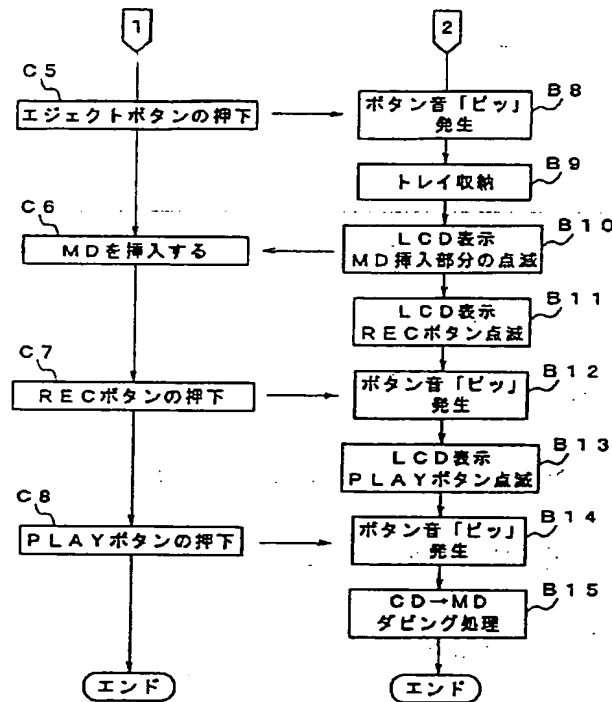 1
2
C5
エジェクトボタンの押下
ボタン音「ピッ」
発生
B8
トレイ収納
B9
C6
MDを挿入する
LCD表示
MD挿入部分の点滅
B10
LCD表示
RECボタン点滅
B11
C7
RECボタンの押下
ボタン音「ピッ」
発生
B12
LCD表示
PLAYボタン点滅
B13
C8
PLAYボタンの押下
ボタン音「ピッ」
発生
B14
CD→MD
ダビング処理
B15
エンド
エンド